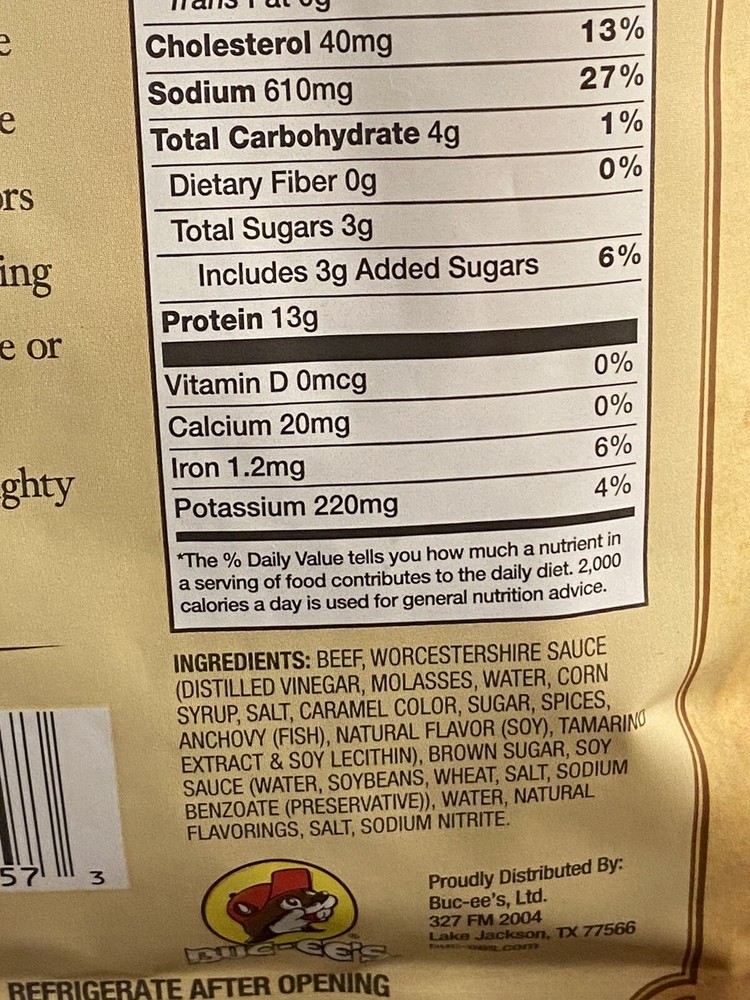 Cholesterol 40mg 13%
Sodium 610mg 27%
Total Carbohydrate 4g 1%
Dietary Fiber 0g 0%
Total Sugars 3g
Includes 3g Added Sugars 6%
Protein 13g
Vitamin D 0mcg 0%
Calcium 20mg 0%
Iron 1.2mg 6%
Potassium 220mg 4%
*The % Daily Value tells you how much a nutrient in
a serving of food contributes to the daily diet. 2,000
calories a day is used for general nutrition advice.
e
e
ors
ing
e or
ghty
INGREDIENTS: BEEF, WORCESTERSHIRE SAUCE
(DISTILLED VINEGAR, MOLASSES, WATER, CORN
SYRUP, SALT, CARAMEL COLOR, SUGAR, SPICES,
ANCHOVY (FISH), NATURAL FLAVOR (SOY), TAMARIND
EXTRACT & SOY LECITHIN), BROWN SUGAR, SOY
SAUCE (WATER, SOYBEANS, WHEAT, SALT, SODIUM
BENZOATE (PRESERVATIVE)), WATER, NATURAL
FLAVORINGS, SALT, SODIUM NITRITE.
57 3
BUC-EE'S
Proudly Distributed By:
Buc-ee's, Ltd.
327 FM 2004
Lake Jackson, TX 77566
REFRIGERATE AFTER OPENING